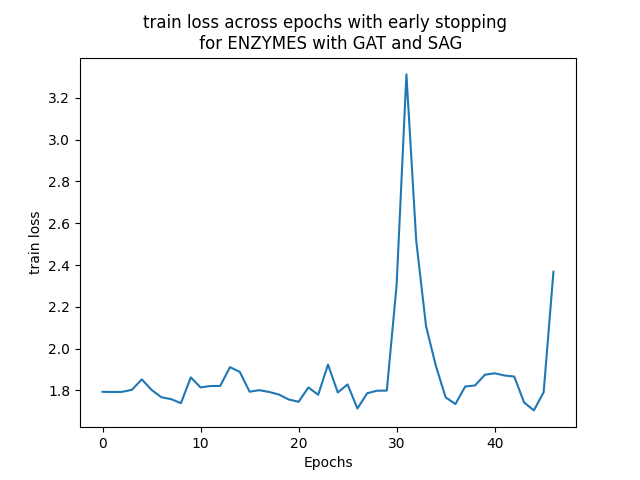 train loss across epochs with early stopping
for ENZYMES with GAT and SAG
3.2
3.0
2.8
2.6
2.4
2.2
2.0
1.8
train loss
0 10 20 30 40
Epochs